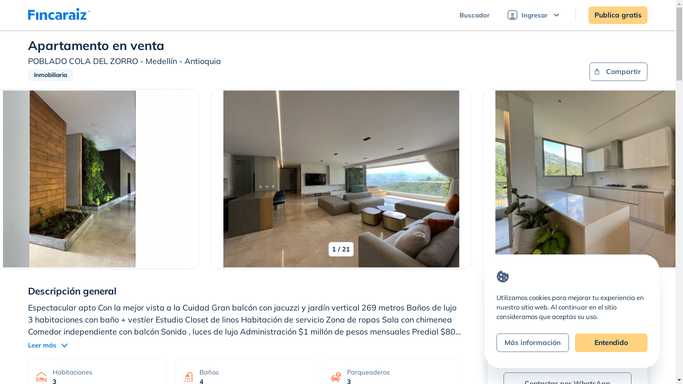 Fincaraiz
Buscador
Ingresar
Publica gratis
Apartamento en venta
POBLADO COLA DEL ZORRO - Medellín - Antioquia
Inmobiliaria
Compartir
1 / 21
Descripción general
Espectacular apto Con la mejor vista a la Cuidad Gran balcón con jacuzzi y jardín vertical 269 metros Baños de lujo
3 habitaciones con baño + vestier Estudio Closet de linos Habitación de servicio Zona de ropas Sala con chimenea
Comedor independiente con balcón Sonido , luces de lujo Administración $1 millón de pesos mensuales Predial $80...
Leer más
Habitaciones
3
Baños
4
Parqueaderos
3
Utilizamos cookies para mejorar tu experiencia en
nuestro sitio web. Al continuar en el sitio
consideramos que aceptas su uso.
Más información
Entendido
Contactar por WhatsApp